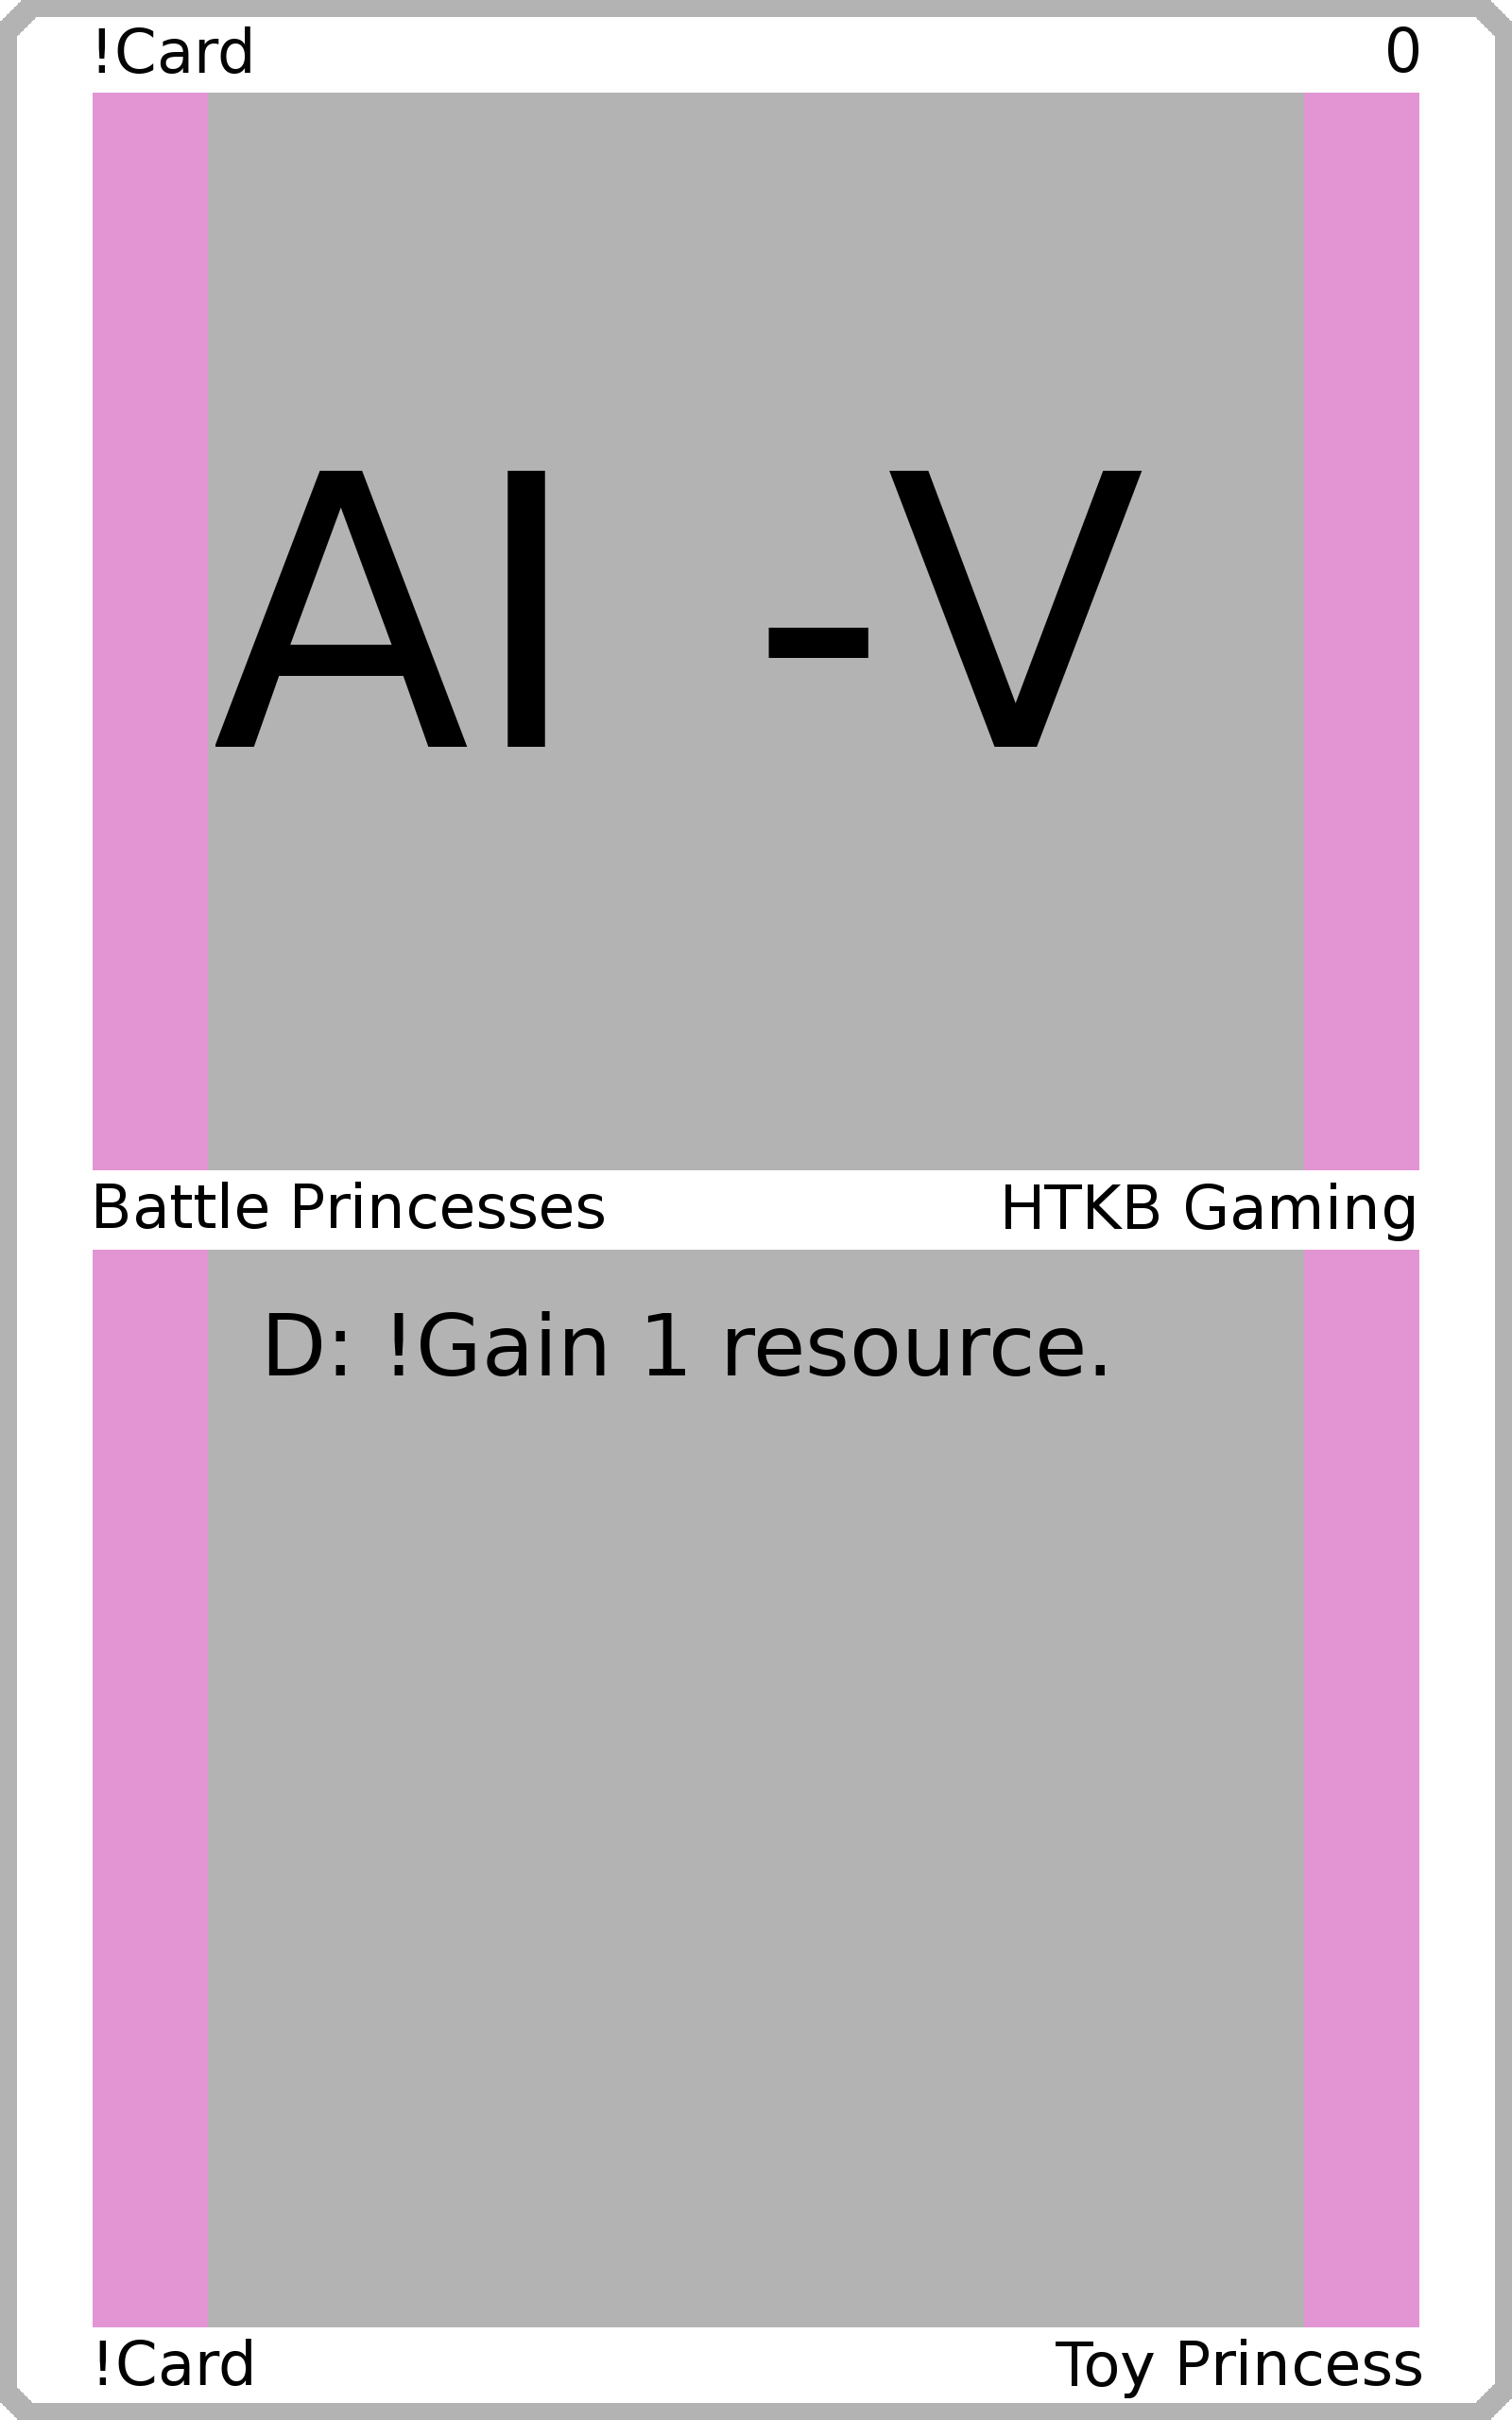 !Card 0
AI -V
Battle Princesses HTKB Gaming
D: !Gain 1 resource.
!Card Toy Princess